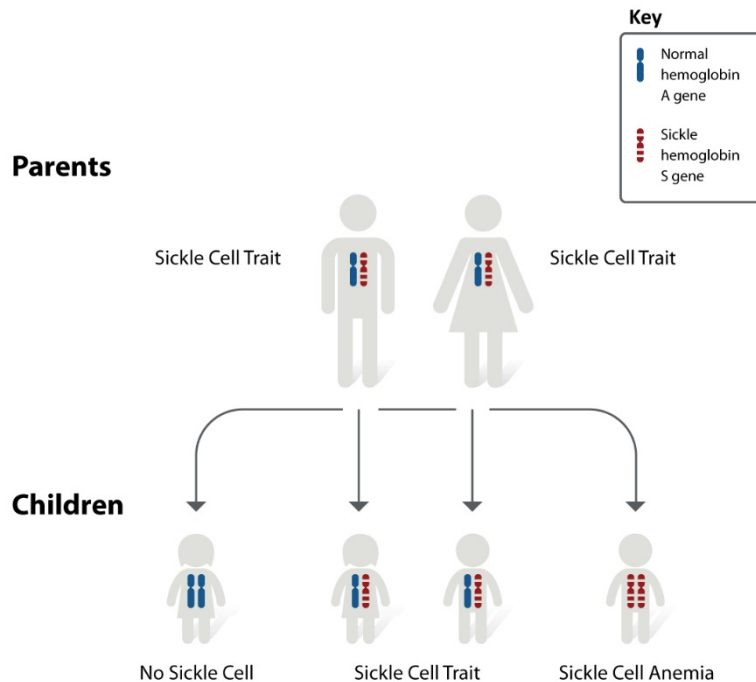 Key
Normal
hemoglobin
A gene
Sickle
hemoglobin
S gene
Parents
Sickle Cell Trait
Sickle Cell Trait
Children
No Sickle Cell
Sickle Cell Trait
Sickle Cell Anemia